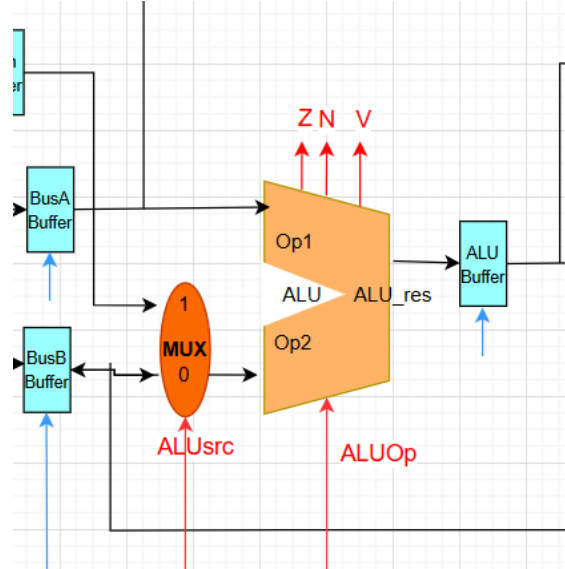 Z N V
BusA
Buffer
Op1
ALU
ALU_res
ALU
Buffer
1
MUX
0
Op2
BusB
Buffer
ALUsrc
ALUOp